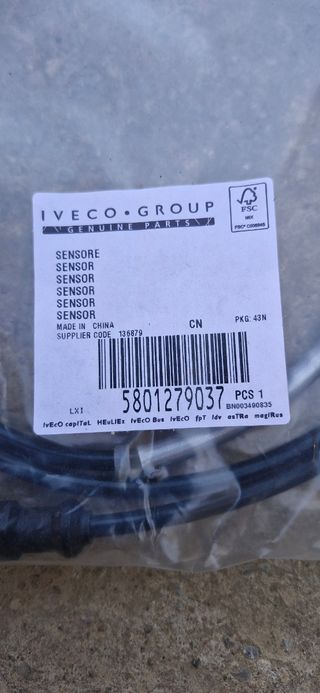 IVECO • GROUP
GENUINE PARTS
FSC
MIX
SENSORE
SENSOR
SENSOR
SENSOR
SENSOR
SENSOR
MADE IN CHINA CN PKG: 43N
SUPPLIER CODE 136879
LXI 5801279037 PCS 1
BN003490835
IVECO capITaL HEuLIEz IVECO Bus IVECO fpT Idv asTRa magIRus